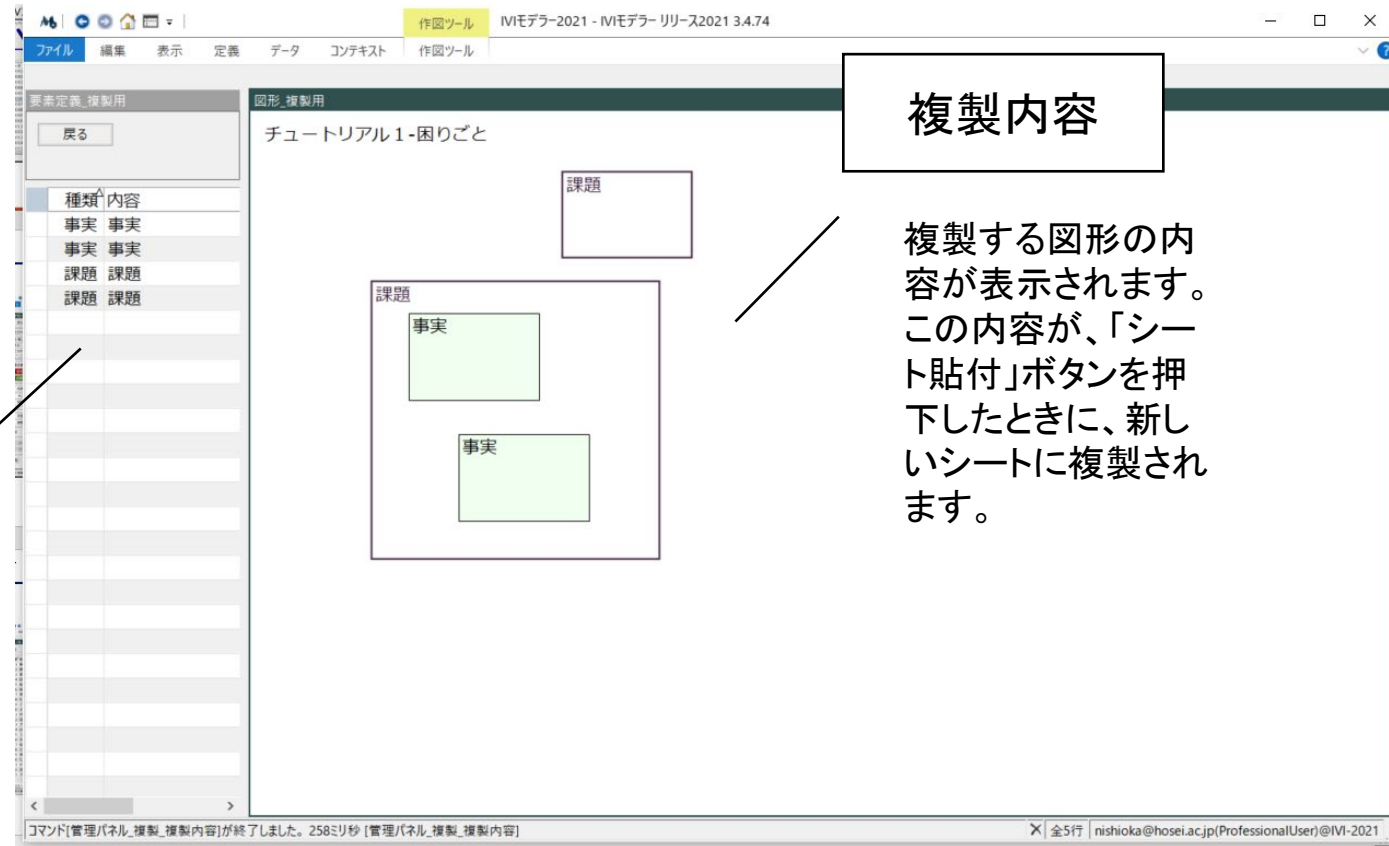 作図ツール IVIモデラー2021 - IVIモデラー リリース2021 3.4.74
ファイル 編集 表示 定義 データ コンテキスト 作図ツール
要素定義_複製用
戻る
種類 内容
事実 事実
事実 事実
課題 課題
課題 課題
図形_複製用
チュートリアル１-困りごと
課題
課題
事実
事実
複製内容
複製する図形の内
容が表示されます。
この内容が、「シー
ト貼付」ボタンを押
下したときに、新し
いシートに複製され
ます。
コマンド[管理パネル_複製_複製内容]が終了しました。258ミリ秒 [管理パネル_複製_複製内容] 全5行 nishioka@hosei.ac.jp(ProfessionalUser)@IVI-2021